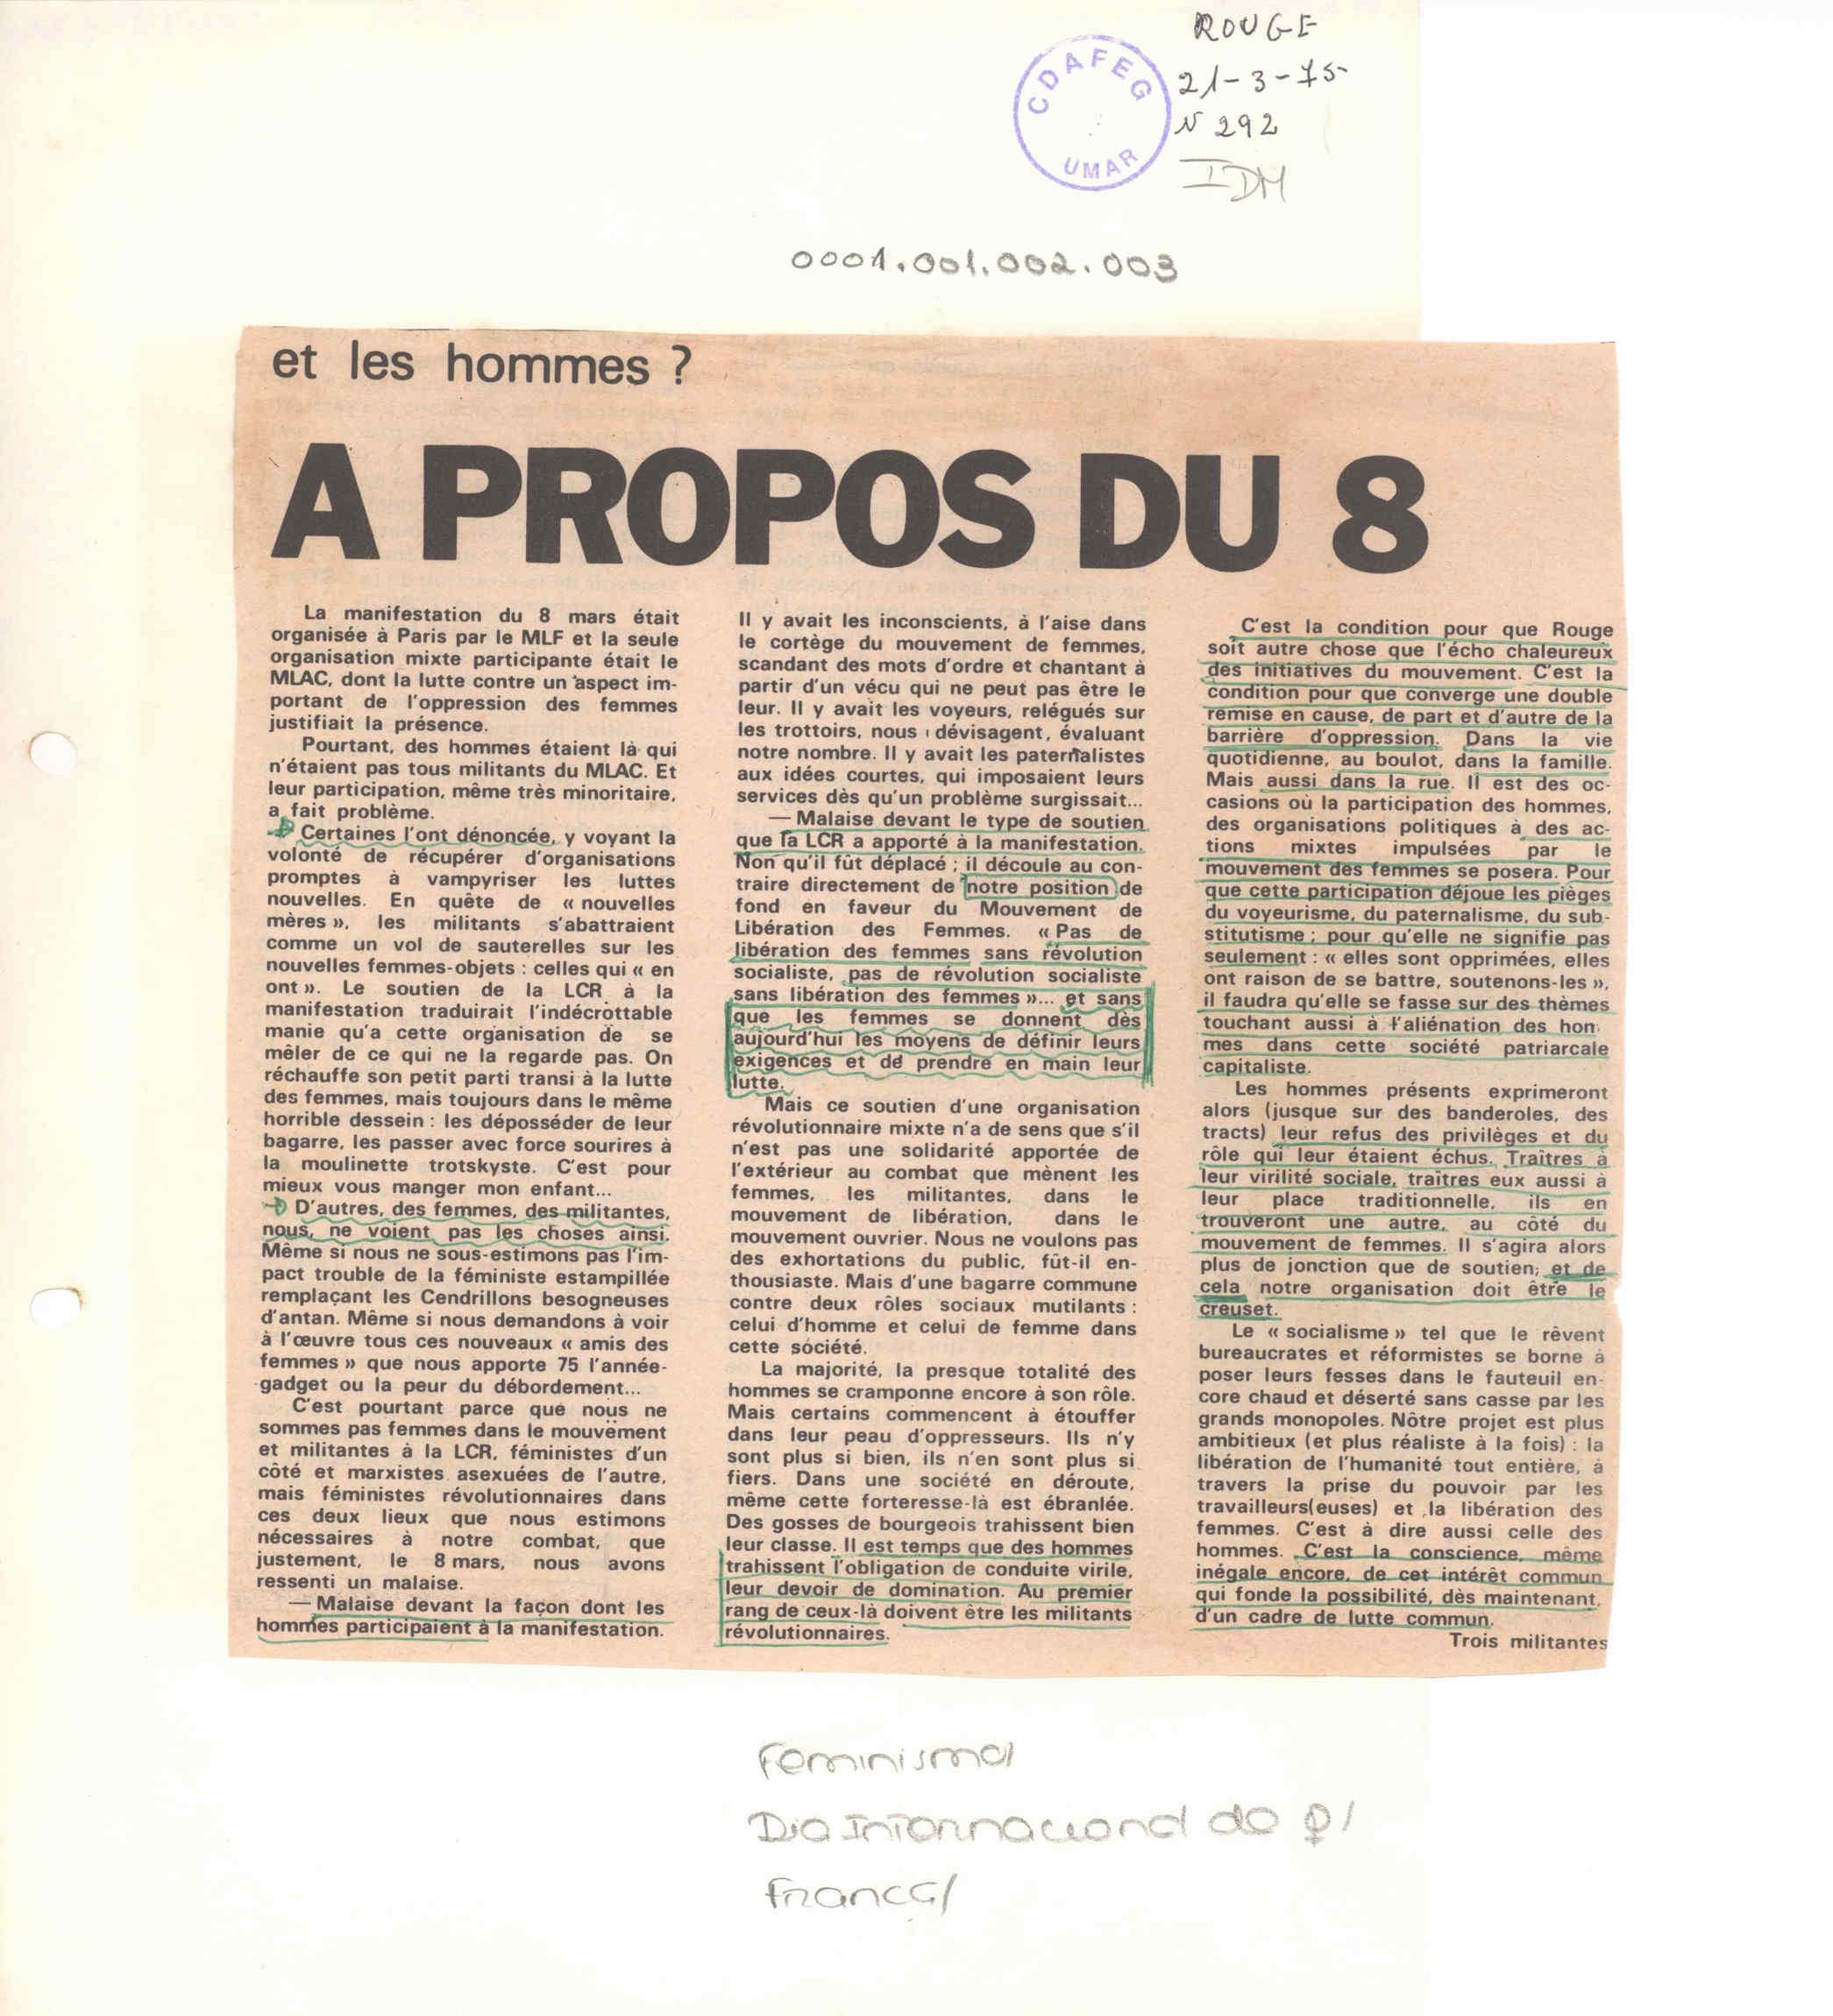 ROUGE
CDAFEG
21-3-75
N 292
UMAR
IDM
0001.001.002.003
et les hommes ?
A PROPOS DU 8
La manifestation du 8 mars était
organisée à Paris par le MLF et la seule
organisation mixte participante était le
MLAC, dont la lutte contre un aspect im-
portant de l'oppression des femmes
justifiait la présence.
Pourtant, des hommes étaient là qui
n'étaient pas tous militants du MLAC. Et
leur participation, même très minoritaire,
a fait problème.
Certaines l'ont dénoncée, y voyant la
volonté de récupérer d'organisations
promptes à vampyriser les luttes
nouvelles. En quête de « nouvelles
mères », les militants s'abattraient
comme un vol de sauterelles sur les
nouvelles femmes-objets : celles qui « en
ont ». Le soutien de la LCR à la
manifestation traduirait l'indécrottable
manie qu'a cette organisation de se
mêler de ce qui ne la regarde pas. On
réchauffe son petit parti transi à la lutte
des femmes, mais toujours dans le même
horrible dessein : les déposséder de leur
bagarre, les passer avec force sourires à
la moulinette trotskyste. C'est pour
mieux vous manger mon enfant...
D'autres, des femmes, des militantes,
nous, ne voient pas les choses ainsi.
Même si nous ne sous-estimons pas l'im-
pact trouble de la féministe estampillée
remplaçant les Cendrillons besogneuses
d'antan. Même si nous demandons à voir
à l'œuvre tous ces nouveaux « amis des
femmes » que nous apporte 75 l'année-
gadget ou la peur du débordement...
C'est pourtant parce que nous ne
sommes pas femmes dans le mouvement
et militantes à la LCR, féministes d'un
côté et marxistes asexuées de l'autre,
mais féministes révolutionnaires dans
ces deux lieux que nous estimons
nécessaires à notre combat, que
justement, le 8 mars, nous avons
ressenti un malaise.
— Malaise devant la façon dont les
hommes participaient à la manifestation.
Il y avait les inconscients, à l'aise dans
le cortège du mouvement de femmes,
scandant des mots d'ordre et chantant à
partir d'un vécu qui ne peut pas être le
leur. Il y avait les voyeurs, relégués sur
les trottoirs, nous dévisagent, évaluant
notre nombre. Il y avait les paternalistes
aux idées courtes, qui imposaient leurs
services dès qu'un problème surgissait...
— Malaise devant le type de soutien
que la LCR a apporté à la manifestation.
Non qu'il fût déplacé ; il découle au con-
traire directement de notre position de
fond en faveur du Mouvement de
Libération des Femmes. « Pas de
libération des femmes sans révolution
socialiste, pas de révolution socialiste
sans libération des femmes »... et sans
que les femmes se donnent dès
aujourd'hui les moyens de définir leurs
exigences et de prendre en main leur
lutte.
Mais ce soutien d'une organisation
révolutionnaire mixte n'a de sens que s'il
n'est pas une solidarité apportée de
l'extérieur au combat que mènent les
femmes, les militantes, dans le
mouvement de libération, dans le
mouvement ouvrier. Nous ne voulons pas
des exhortations du public, fût-il en-
thousiaste. Mais d'une bagarre commune
contre deux rôles sociaux mutilants :
celui d'homme et celui de femme dans
cette société.
La majorité, la presque totalité des
hommes se cramponne encore à son rôle.
Mais certains commencent à étouffer
dans leur peau d'oppresseurs. Ils n'y
sont plus si bien, ils n'en sont plus si
fiers. Dans une société en déroute,
même cette forteresse-là est ébranlée.
Des gosses de bourgeois trahissent bien
leur classe. Il est temps que des hommes
trahissent l'obligation de conduite virile,
leur devoir de domination. Au premier
rang de ceux-là doivent être les militants
révolutionnaires.
C'est la condition pour que Rouge
soit autre chose que l'écho chaleureux
des initiatives du mouvement. C'est la
condition pour que converge une double
remise en cause, de part et d'autre de la
barrière d'oppression. Dans la vie
quotidienne, au boulot, dans la famille.
Mais aussi dans la rue. Il est des oc-
casions où la participation des hommes,
des organisations politiques à des ac-
tions mixtes impulsées par le
mouvement des femmes se posera. Pour
que cette participation déjoue les pièges
du voyeurisme, du paternalisme, du sub-
stitutisme ; pour qu'elle ne signifie pas
seulement : « elles sont opprimées, elles
ont raison de se battre, soutenons-les »,
il faudra qu'elle se fasse sur des thèmes
touchant aussi à l'aliénation des hom
mes dans cette société patriarcale
capitaliste.
Les hommes présents exprimeront
alors (jusque sur des banderoles, des
tracts) leur refus des privilèges et du
rôle qui leur étaient échus. Traîtres à
leur virilité sociale, traîtres eux aussi à
leur place traditionnelle, ils en
trouveront une autre, au côté du
mouvement de femmes. Il s'agira alors
plus de jonction que de soutien; et de
cela notre organisation doit être le
creuset.
Le « socialisme » tel que le rêvent
bureaucrates et réformistes se borne à
poser leurs fesses dans le fauteuil en-
core chaud et déserté sans casse par les
grands monopoles. Nôtre projet est plus
ambitieux (et plus réaliste à la fois) : la
libération de l'humanité tout entière, à
travers la prise du pouvoir par les
travailleurs(euses) et la libération des
femmes. C'est à dire aussi celle des
hommes. C'est la conscience, même
inégale encore, de cet intérêt commun
qui fonde la possibilité, dès maintenant,
d'un cadre de lutte commun.
Trois militantes
Feminismo/
Dia Internacional da ♀/
França/